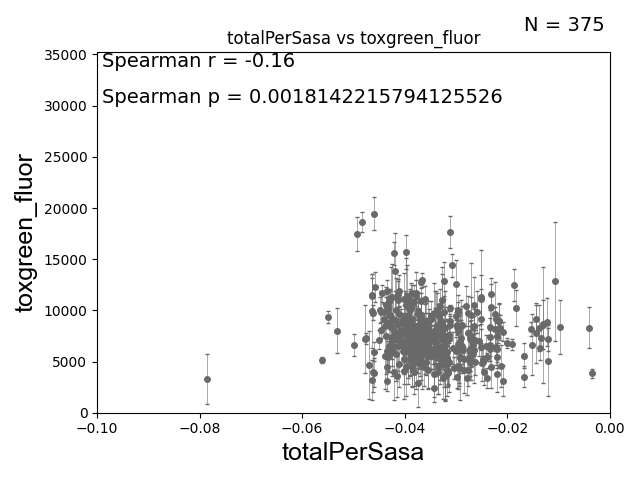 N = 375
totalPerSasa vs toxgreen_fluor
Spearman r = -0.16
Spearman p = 0.0018142215794125526
toxgreen_fluor
35000
30000
25000
20000
15000
10000
5000
0
−0.10
−0.08
−0.06
−0.04
−0.02
0.00
totalPerSasa